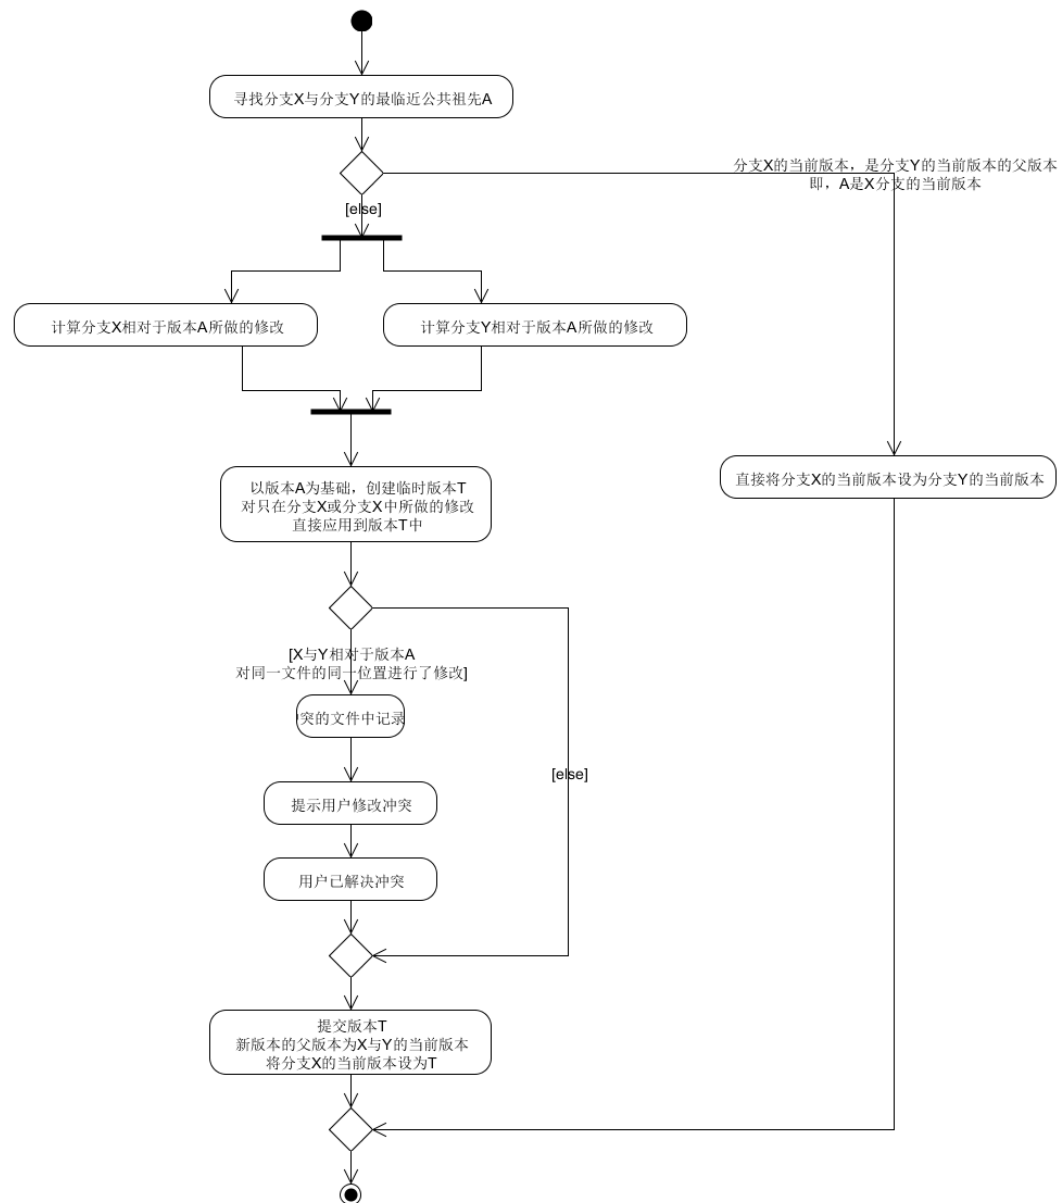 寻找分支X与分支Y的最临近公共祖先A
分支X的当前版本，是分支Y的当前版本的父版本
即，A是X分支的当前版本
[else]
计算分支X相对于版本A所做的修改
计算分支Y相对于版本A所做的修改
以版本A为基础，创建临时版本T
对只在分支X或分支X中所做的修改
直接应用到版本T中
直接将分支X的当前版本设为分支Y的当前版本
[X与Y相对于版本A
对同一文件的同一位置进行了修改]
突的文件中记录
[else]
提示用户修改冲突
用户已解决冲突
提交版本T
新版本的父版本为X与Y的当前版本
将分支X的当前版本设为T